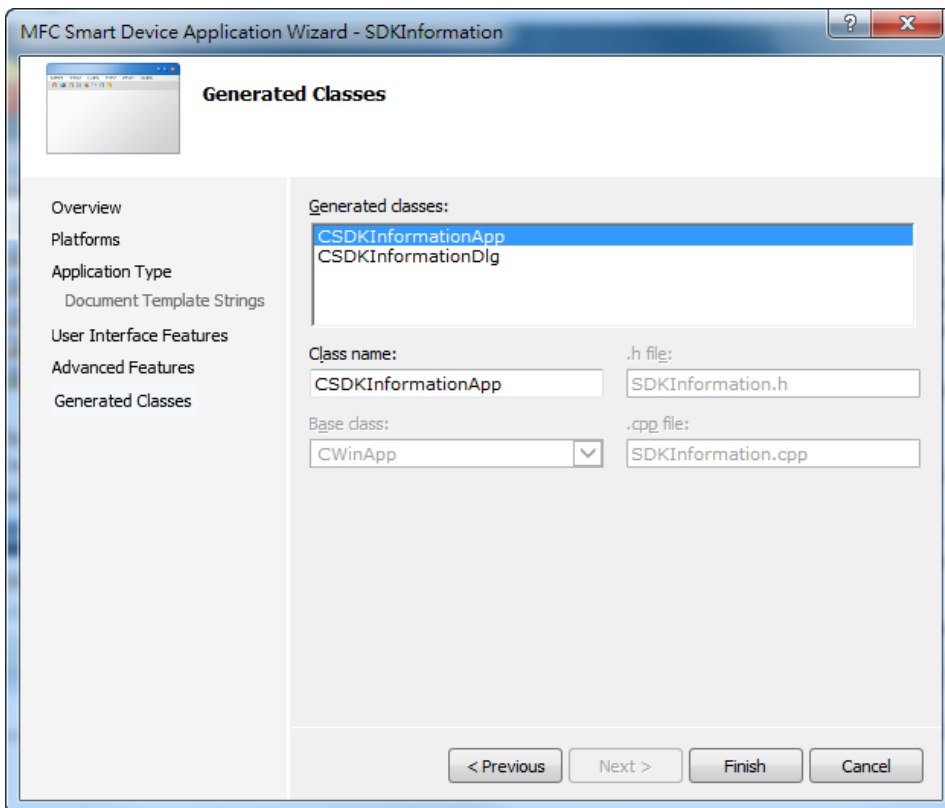 MFC Smart Device Application Wizard - SDKInformation
Generated Classes
Overview
Platforms
Application Type
Document Template Strings
User Interface Features
Advanced Features
Generated Classes
Generated classes:
CSDKInformationApp
CSDKInformationDlg
Class name:
.h file:
CSDKInformationApp
SDKInformation.h
Base class:
.cpp file:
CWinApp
SDKInformation.cpp
< Previous
Next >
Finish
Cancel